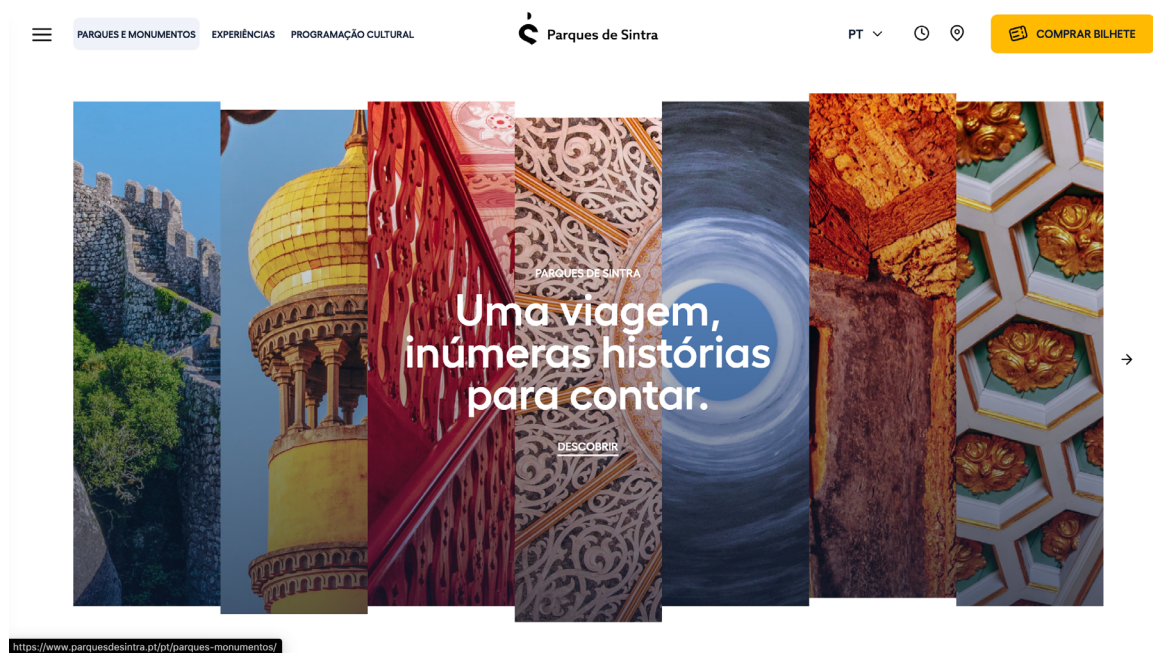 PARQUES E MONUMENTOS EXPERIÊNCIAS PROGRAMAÇÃO CULTURAL Parques de Sintra PT COMPRAR BILHETE
PARQUES DE SINTRA
Uma viagem,
inúmeras histórias
para contar.
DESCOBRIR
https://www.parquesdesintra.pt/pt/parques-monumentos/